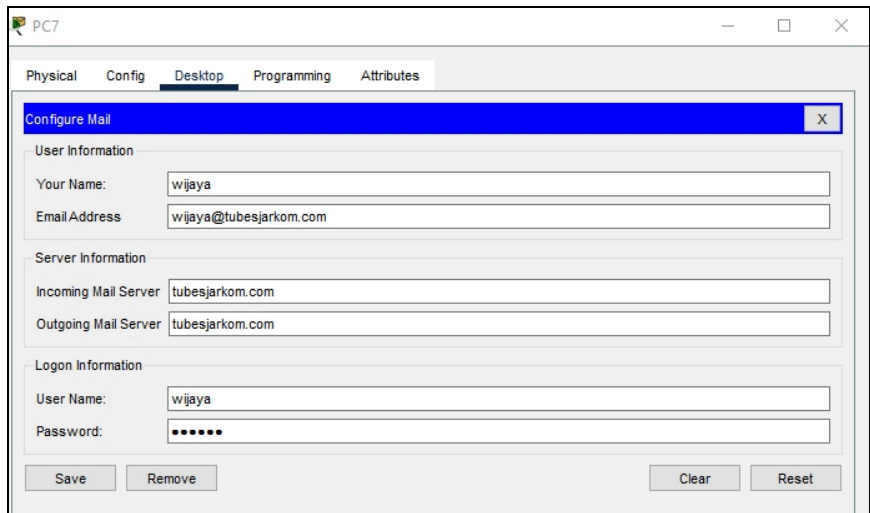 PC7
Physical Config Desktop Programming Attributes
Configure Mail X
User Information
Your Name: wijaya
Email Address wijaya@tubesjarkom.com
Server Information
Incoming Mail Server tubesjarkom.com
Outgoing Mail Server tubesjarkom.com
Logon Information
User Name: wijaya
Password: ••••••
Save Remove Clear Reset